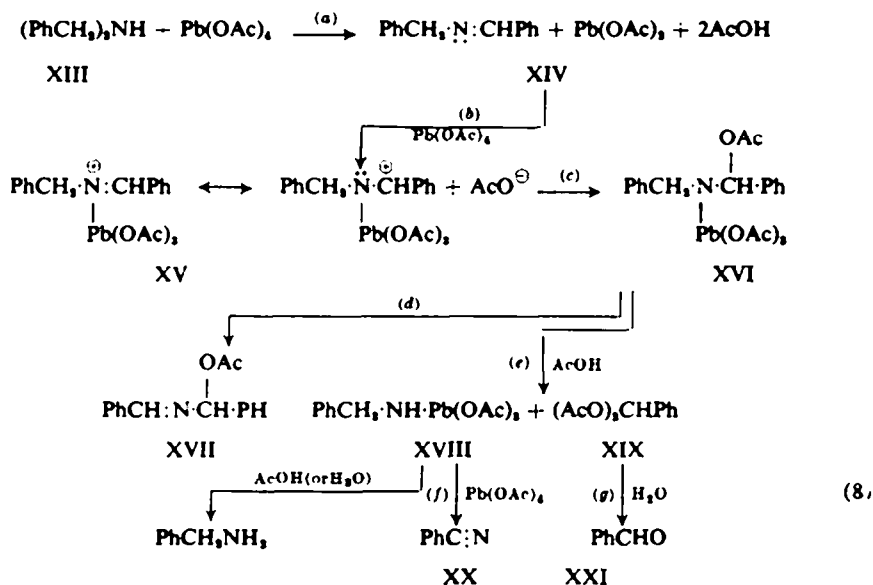 (PhCH₂)₂NH − Pb(OAc)₄ (a) PhCH₂·N:CHPh + Pb(OAc)₂ ÷ 2AcOH
XIII XIV
(b)
Pb(OAc)₄
OAc
PhCH₂·N:CHPh PhCH₂·N·CHPh ÷ AcO⊖ (c) PhCH₂·N·CH·Ph
Pb(OAc)₃ Pb(OAc)₃ Pb(OAc)₃
XV XVI
(d)
OAc
(e) AcOH
PhCH:N·CH·PH PhCH₂·NH·Pb(OAc)₃ + (AcO)₂CHPh
XVII XVIII XIX
AcOH(orH₂O) (f) Pb(OAc)₄ (g) H₂O (8
PhCH₂NH₂ PhC⋮N PhCHO
XX XXI